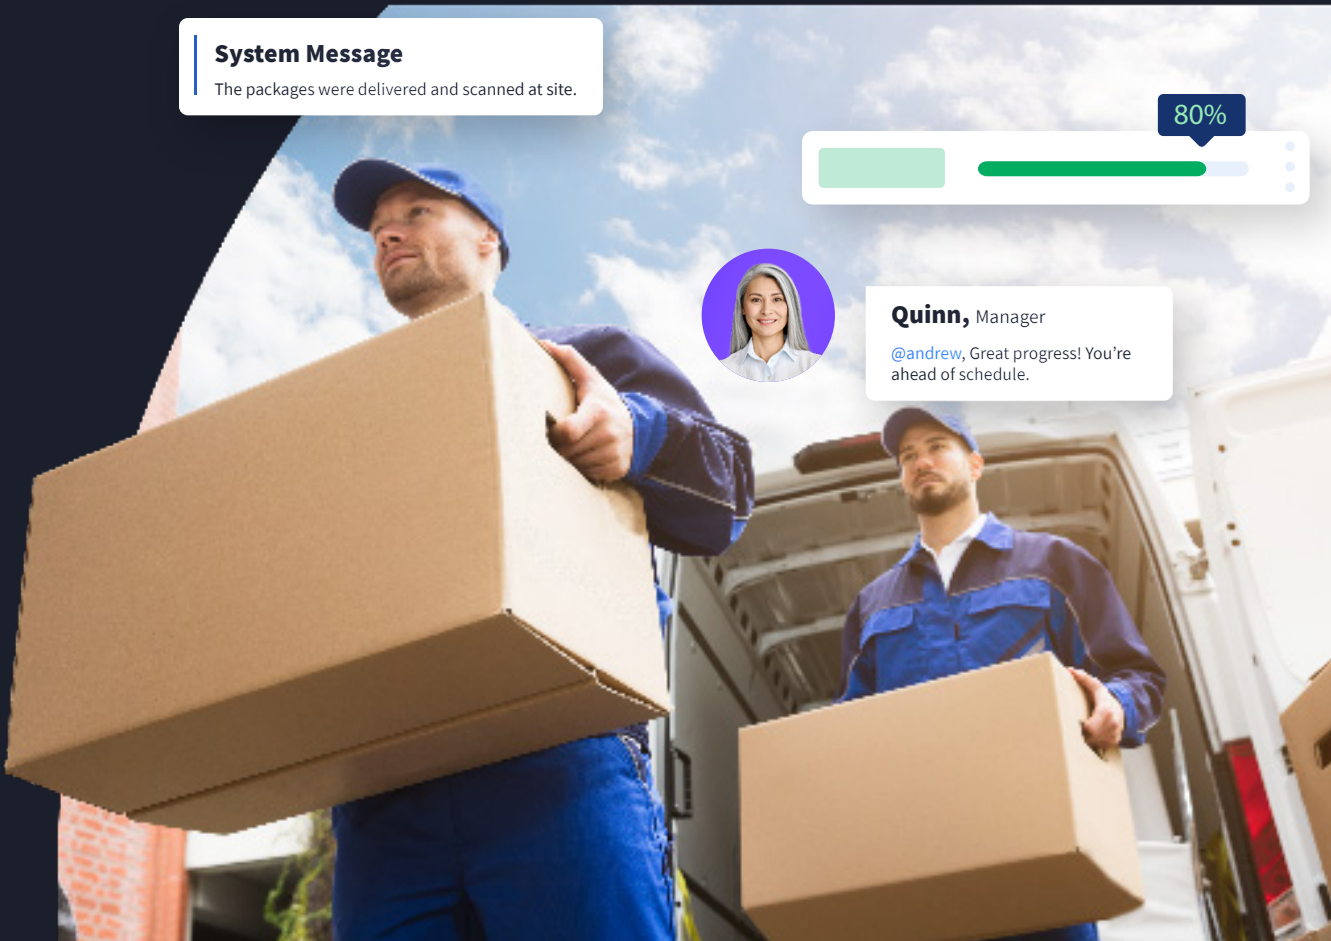 System Message
The packages were delivered and scanned at site.
80%
Quinn, Manager
@andrew, Great progress! You’re
ahead of schedule.